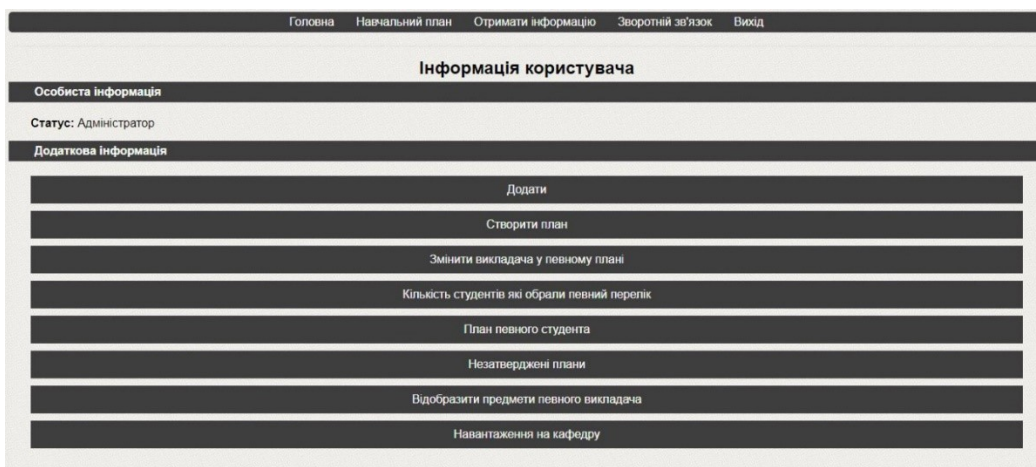 Головна Навчальний план Отримати інформацію Зворотній зв'язок Вихід
Інформація користувача
Особиста інформація
Статус: Адміністратор
Додаткова інформація
Додати
Створити план
Змінити викладача у певному плані
Кількість студентів які обрали певний перелік
План певного студента
Незатверджені плани
Відобразити предмети певного викладача
Навантаження на кафедру